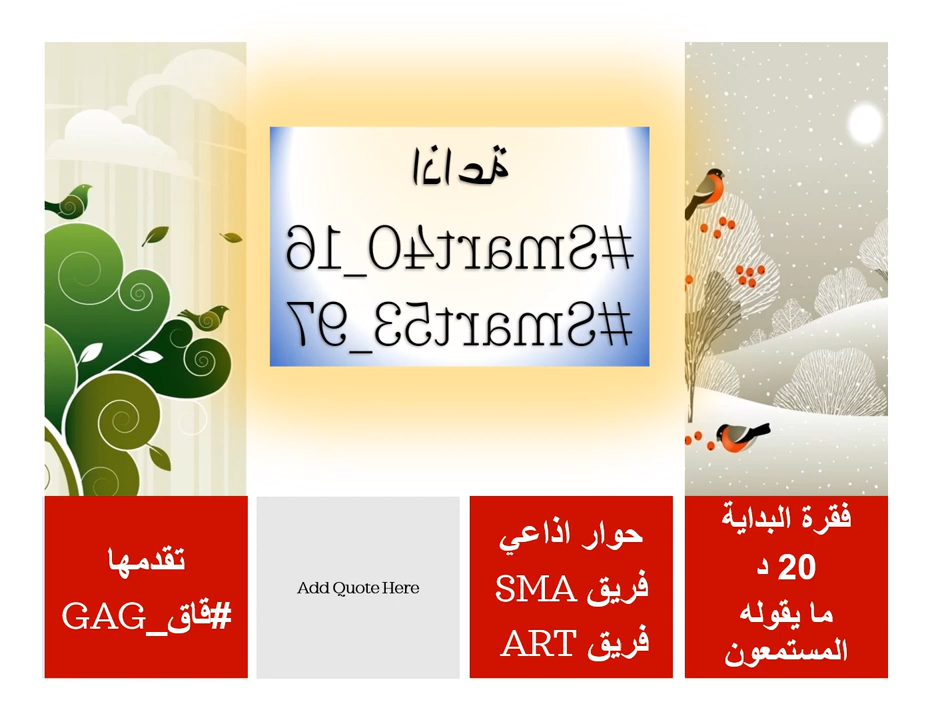 اذاعة
#Smart40_16
#Smart53_97
فقرة البداية
20 د
ما يقوله
المستمعون
حوار اذاعي
فريق SMA
فريق ART
Add Quote Here
تقدمها
#قاق_GAG